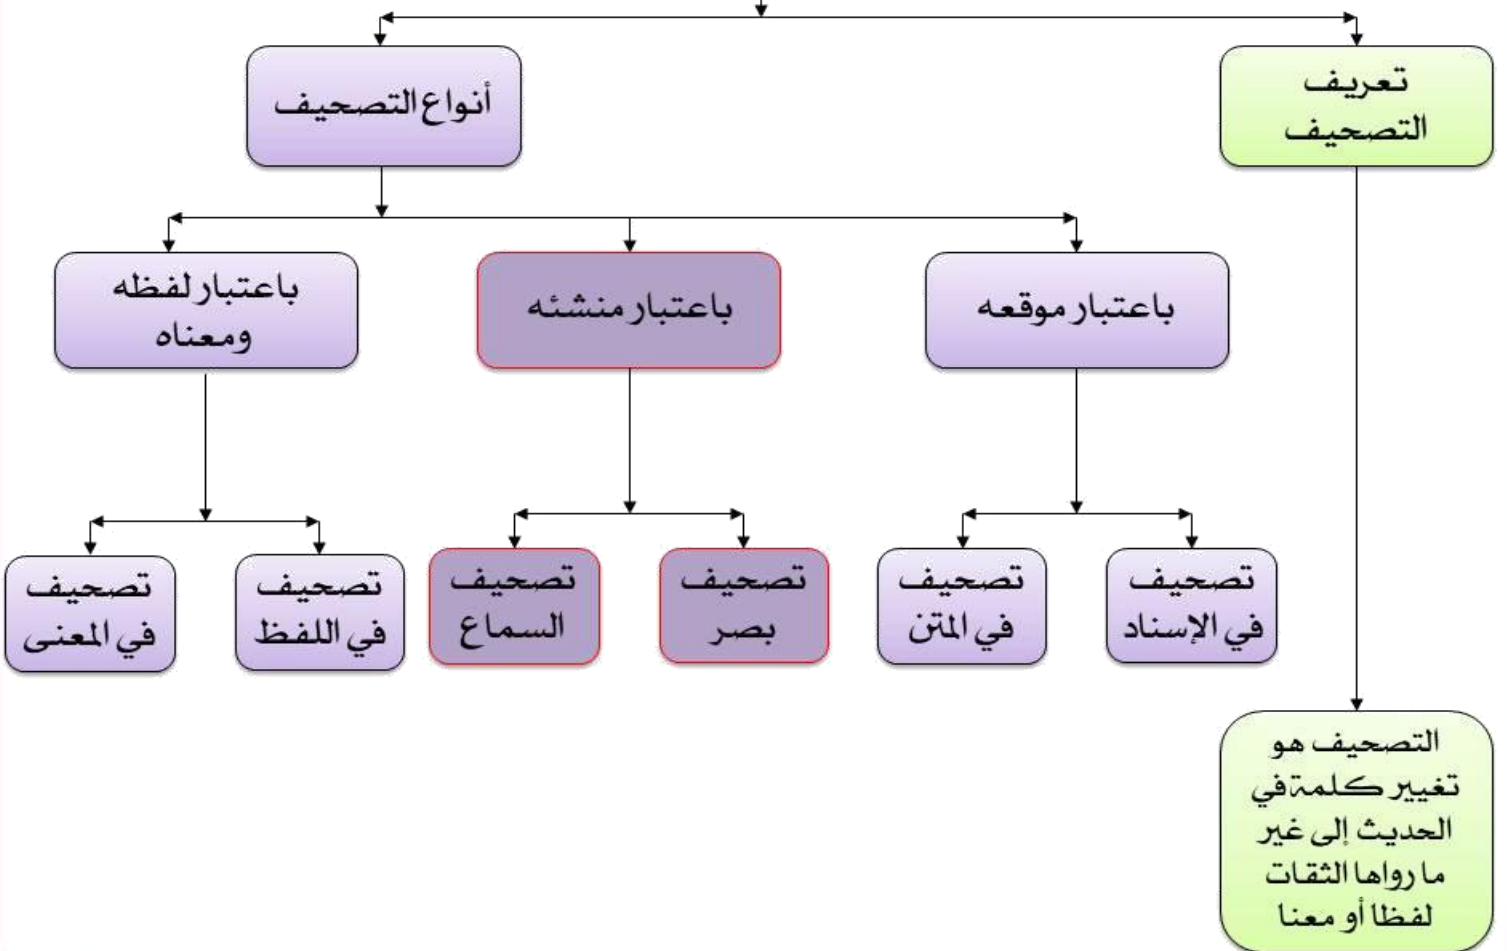 تعريف
التصحيف
أنواع التصحيف
باعتبار موقعه
باعتبار منشئه
باعتبار لفظه
ومعناه
تصحيف
في الإسناد
تصحيف
في المتن
تصحيف
بصر
تصحيف
السماع
تصحيف
في اللفظ
تصحيف
في المعنى
التصحيف هو
تغيير كلمة في
الحديث إلى غير
ما رواها الثقات
لفظا أو معنا